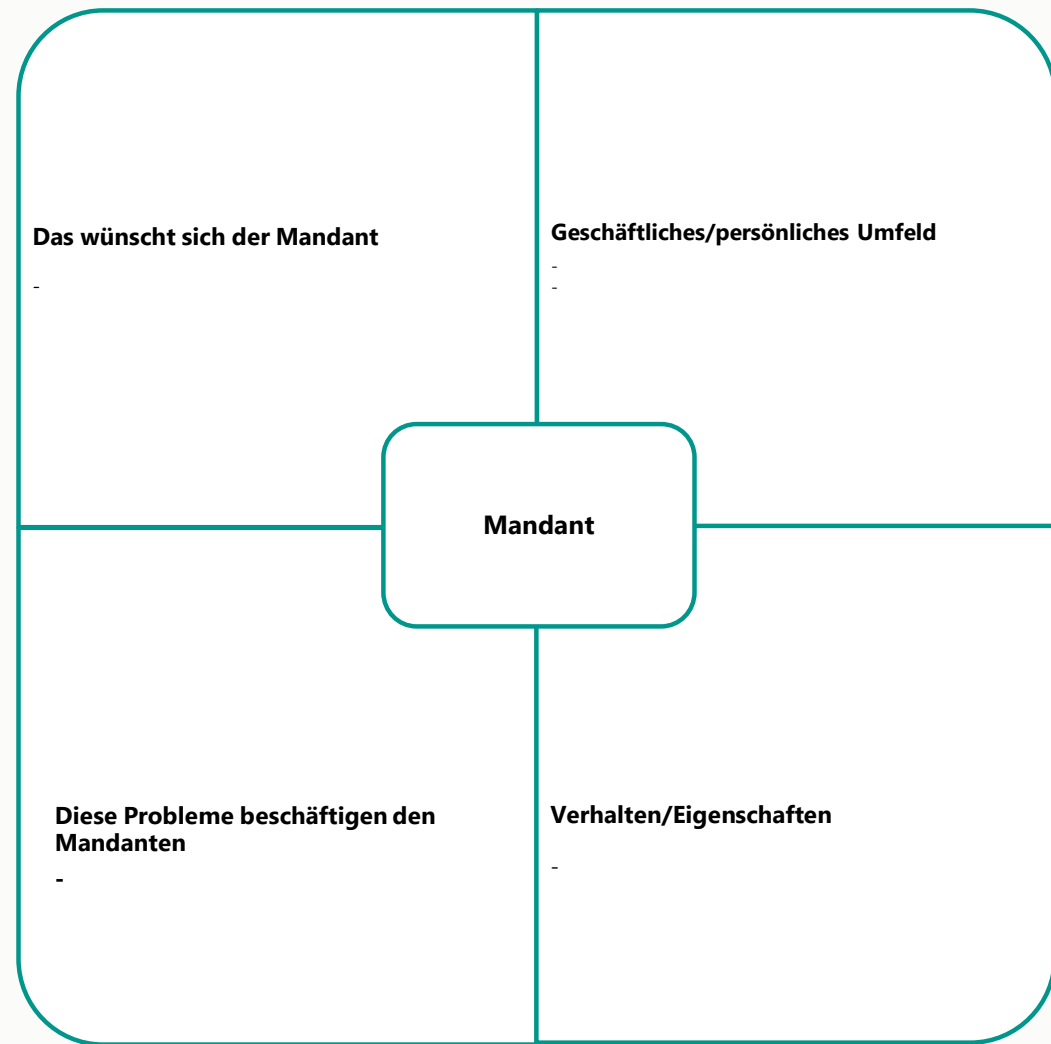 Das wünscht sich der Mandant
-
Geschäftliches/persönliches Umfeld
-
-
Mandant
Diese Probleme beschäftigen den
Mandanten
-
Verhalten/Eigenschaften
-